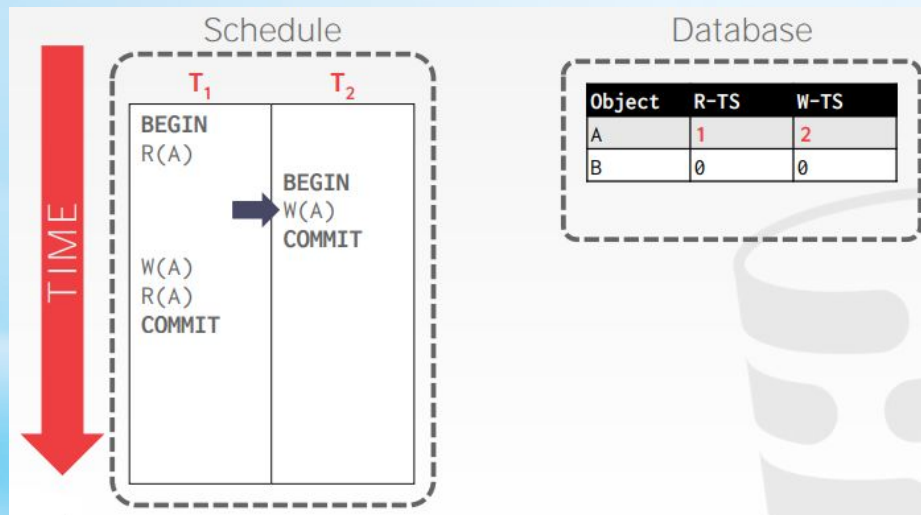 Schedule
Database
TIME
T1 T2
BEGIN
R(A)
BEGIN
W(A)
COMMIT
W(A)
R(A)
COMMIT
Object R-TS W-TS
A 1 2
B 0 0